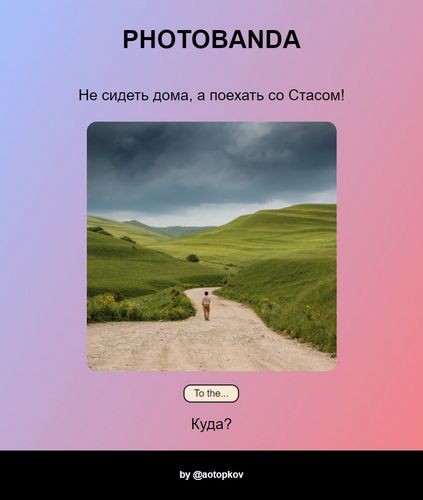 PHOTOBANDA
Не сидеть дома, а поехать со Стасом!
To the...
Куда?
by @aotopkov